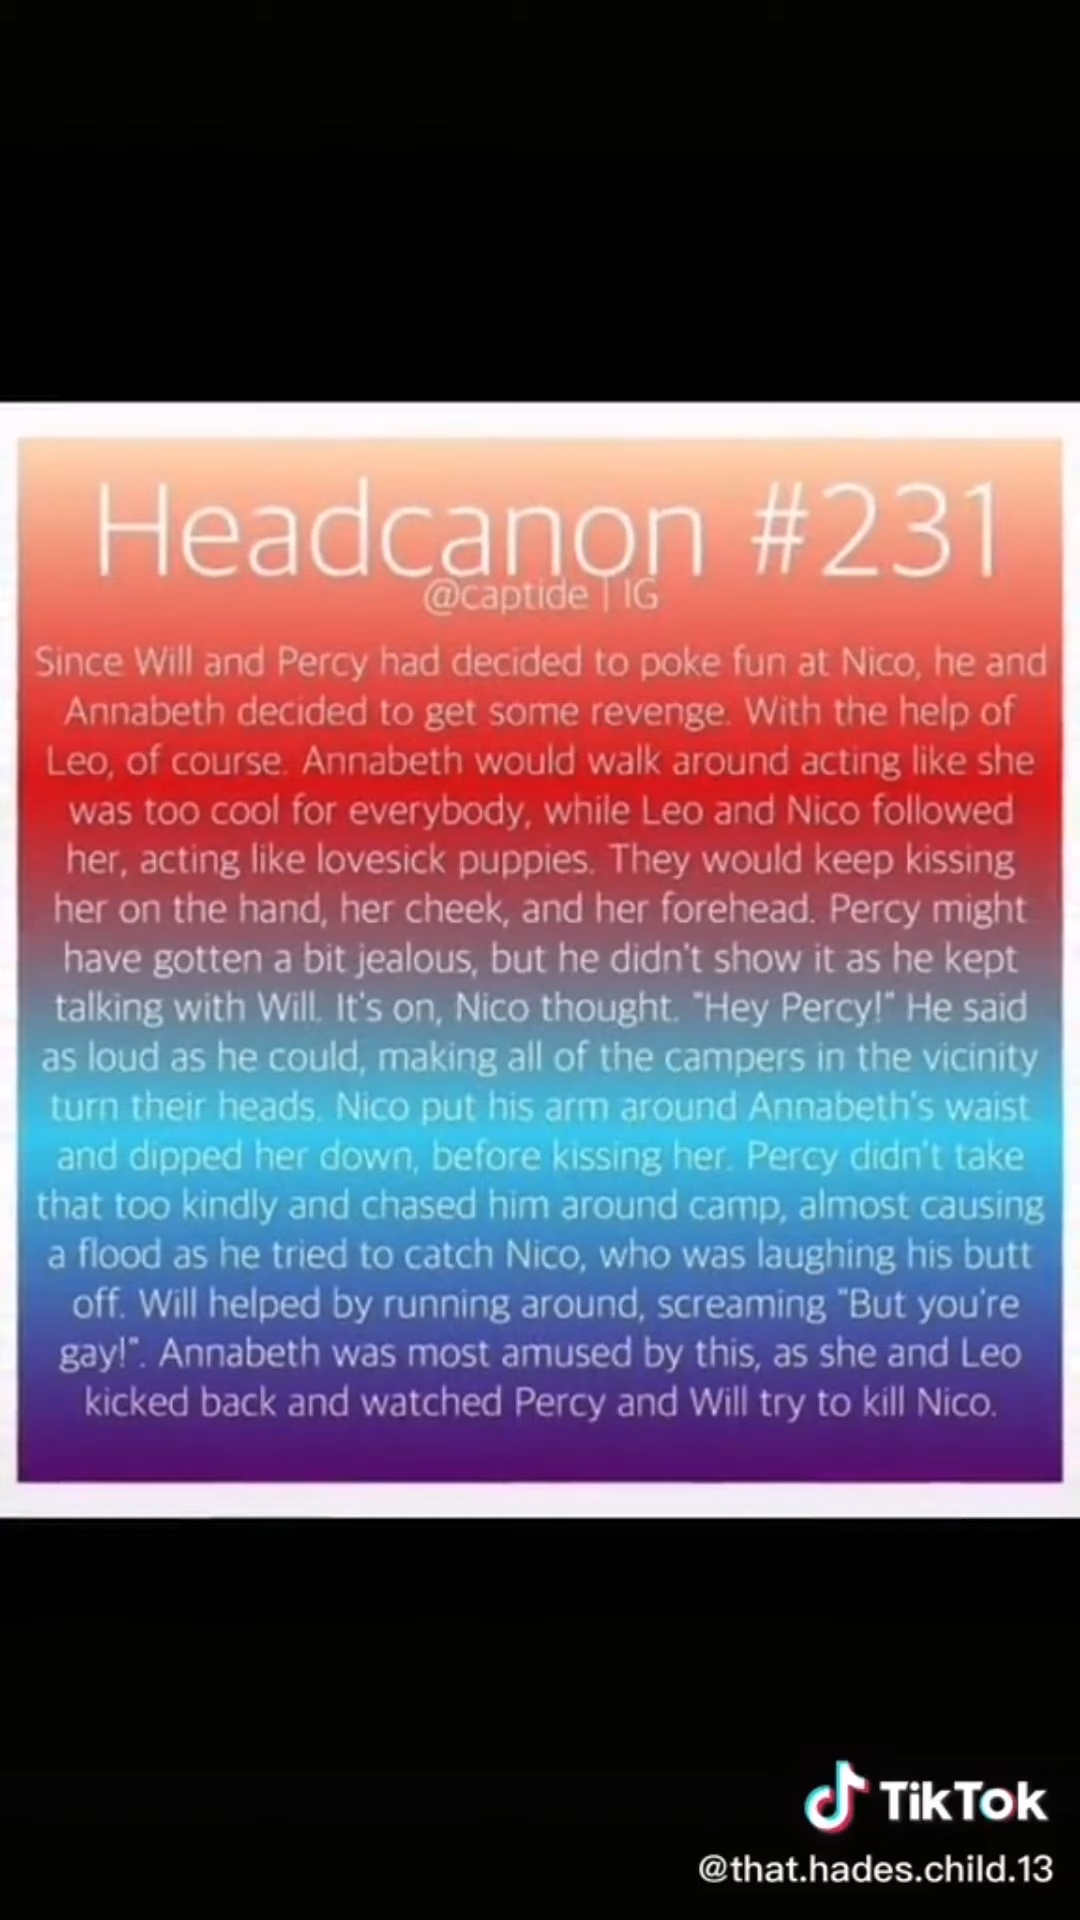 Headcanon #231
@captide | IG
Since Will and Percy had decided to poke fun at Nico, he and
Annabeth decided to get some revenge. With the help of
Leo, of course. Annabeth would walk around acting like she
was too cool for everybody, while Leo and Nico followed
her, acting like lovesick puppies. They would keep kissing
her on the hand, her cheek, and her forehead. Percy might
have gotten a bit jealous, but he didn't show it as he kept
talking with Will. It's on, Nico thought. "Hey Percy!" He said
as loud as he could, making all of the campers in the vicinity
turn their heads. Nico put his arm around Annabeth's waist
and dipped her down, before kissing her. Percy didn't take
that too kindly and chased him around camp, almost causing
a flood as he tried to catch Nico, who was laughing his butt
off. Will helped by running around, screaming "But you're
gay!". Annabeth was most amused by this, as she and Leo
kicked back and watched Percy and Will try to kill Nico.
TikTok
@that.hades.child.13